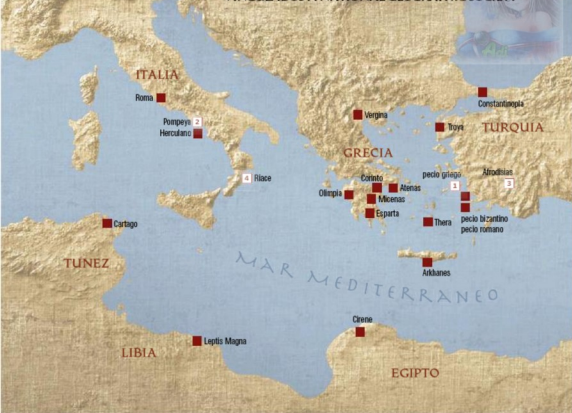 ITALIA
Roma
Pompeya 2
Herculano
4 Riace
Vergina
Constantinopla
Troya
TURQUIA
GRECIA
pecio griego
1
Afrodisias
3
Corinto
Atenas
Olimpia
Micenas
Esparta
Thera
pecio bizantino
pecio romano
Cartago
TUNEZ
MAR MEDITERRANEO
Arkhanes
Cirene
Leptis Magna
LIBIA
EGIPTO